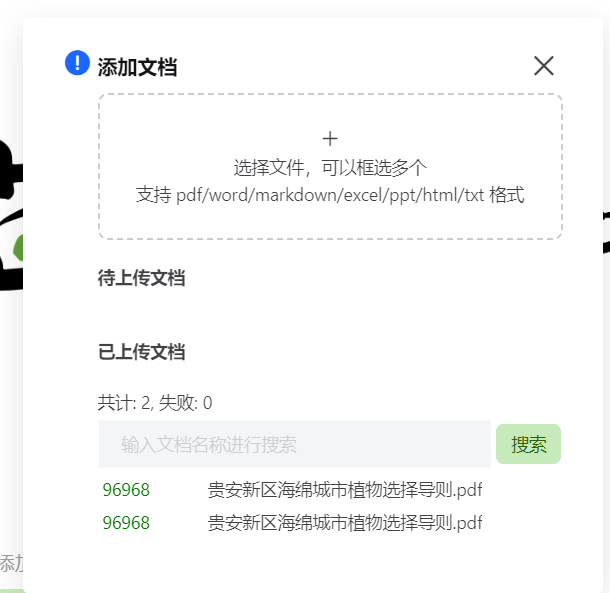 添加文档
选择文件，可以框选多个
支持 pdf/word/markdown/excel/ppt/html/txt 格式
待上传文档
已上传文档
共计: 2, 失败: 0
输入文档名称进行搜索 搜索
96968 贵安新区海绵城市植物选择导则.pdf
96968 贵安新区海绵城市植物选择导则.pdf
添加